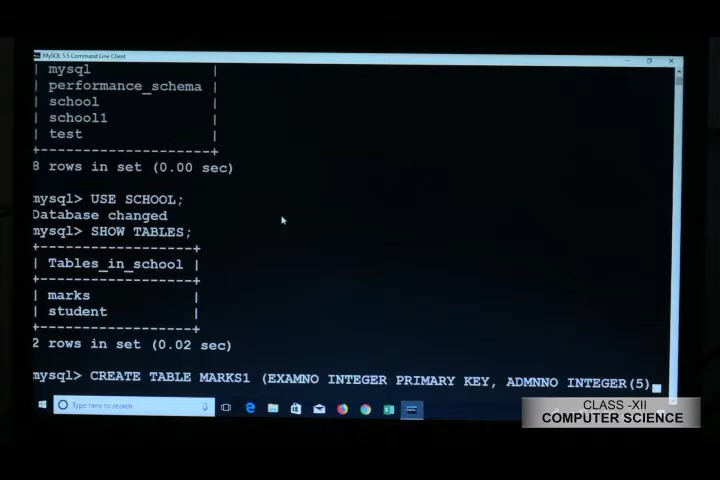 MySQL 5.5 Command Line Client
| mysql |
| performance_schema |
| school |
| school1 |
| test |
+--------------------+
8 rows in set (0.00 sec)
mysql> USE SCHOOL;
Database changed
mysql> SHOW TABLES;
+------------------+
| Tables_in_school |
+------------------+
| marks |
| student |
+------------------+
2 rows in set (0.02 sec)
mysql> CREATE TABLE MARKS1 (EXAMNO INTEGER PRIMARY KEY, ADMNNO INTEGER(5)
Type here to search
CLASS -XII
COMPUTER SCIENCE